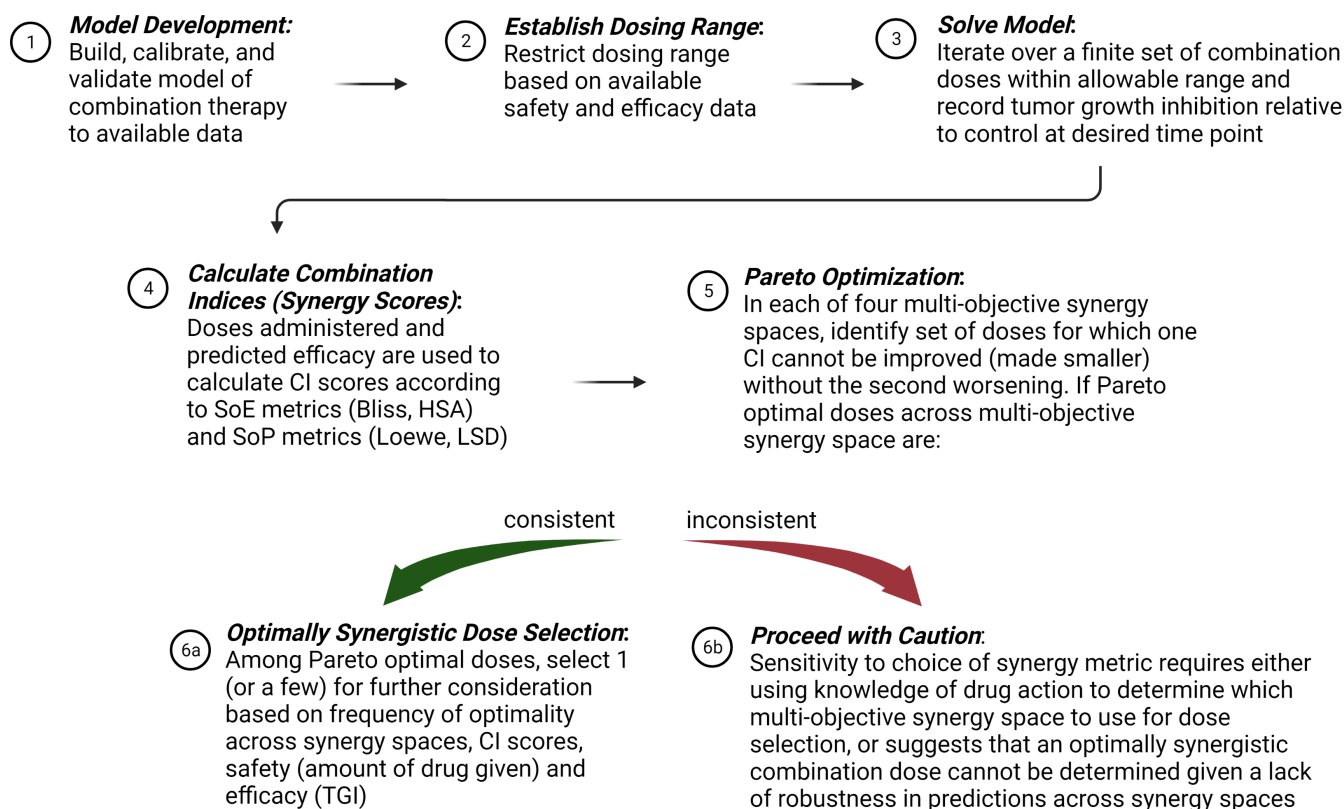 1
Model Development:
Build, calibrate, and
validate model of
combination therapy
to available data
2
Establish Dosing Range:
Restrict dosing range
based on available
safety and efficacy data
3
Solve Model:
Iterate over a finite set of combination
doses within allowable range and
record tumor growth inhibition relative
to control at desired time point
4
Calculate Combination
Indices (Synergy Scores):
Doses administered and
predicted efficacy are used to
calculate CI scores according
to SoE metrics (Bliss, HSA)
and SoP metrics (Loewe, LSD)
5
Pareto Optimization:
In each of four multi-objective synergy
spaces, identify set of doses for which one
CI cannot be improved (made smaller)
without the second worsening. If Pareto
optimal doses across multi-objective
synergy space are:
consistent
inconsistent
6a
Optimally Synergistic Dose Selection:
Among Pareto optimal doses, select 1
(or a few) for further consideration
based on frequency of optimality
across synergy spaces, CI scores,
safety (amount of drug given) and
efficacy (TGI)
6b
Proceed with Caution:
Sensitivity to choice of synergy metric requires either
using knowledge of drug action to determine which
multi-objective synergy space to use for dose
selection, or suggests that an optimally synergistic
combination dose cannot be determined given a lack
of robustness in predictions across synergy spaces